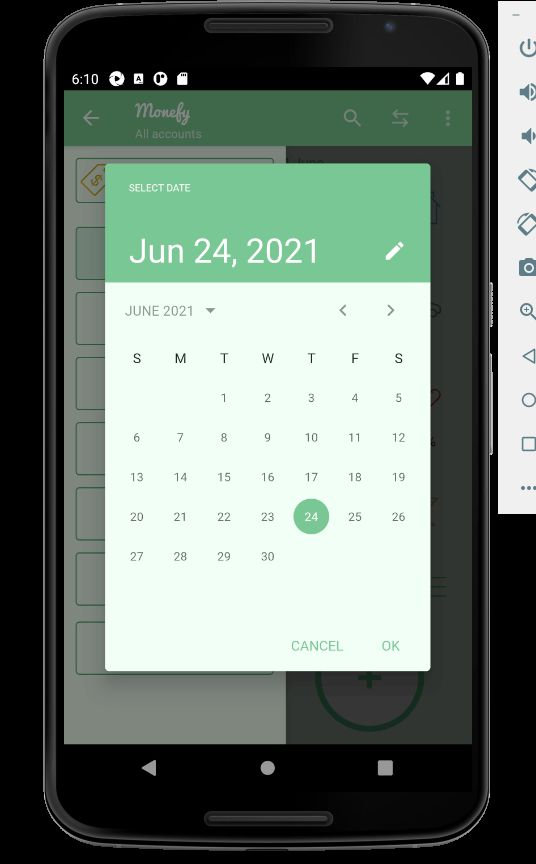 6:10
Monefy
All accounts
June
SELECT DATE
Jun 24, 2021
JUNE 2021
S M T W T F S
1 2 3 4 5
6 7 8 9 10 11 12
13 14 15 16 17 18 19
20 21 22 23 24 25 26
27 28 29 30
CANCEL OK